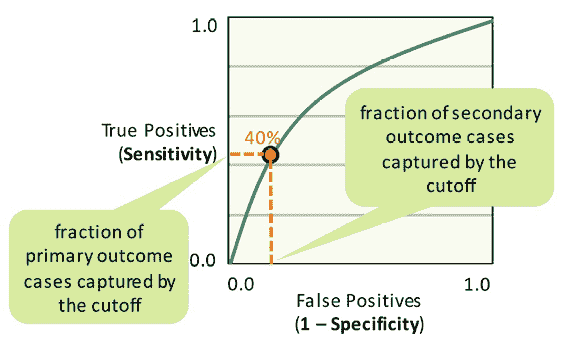 1.0
True Positives
(Sensitivity)
40%
fraction of secondary
outcome cases
captured by the
cutoff
fraction of
primary outcome
cases captured by
the cutoff
0.0
0.0
1.0
False Positives
(1 – Specificity)